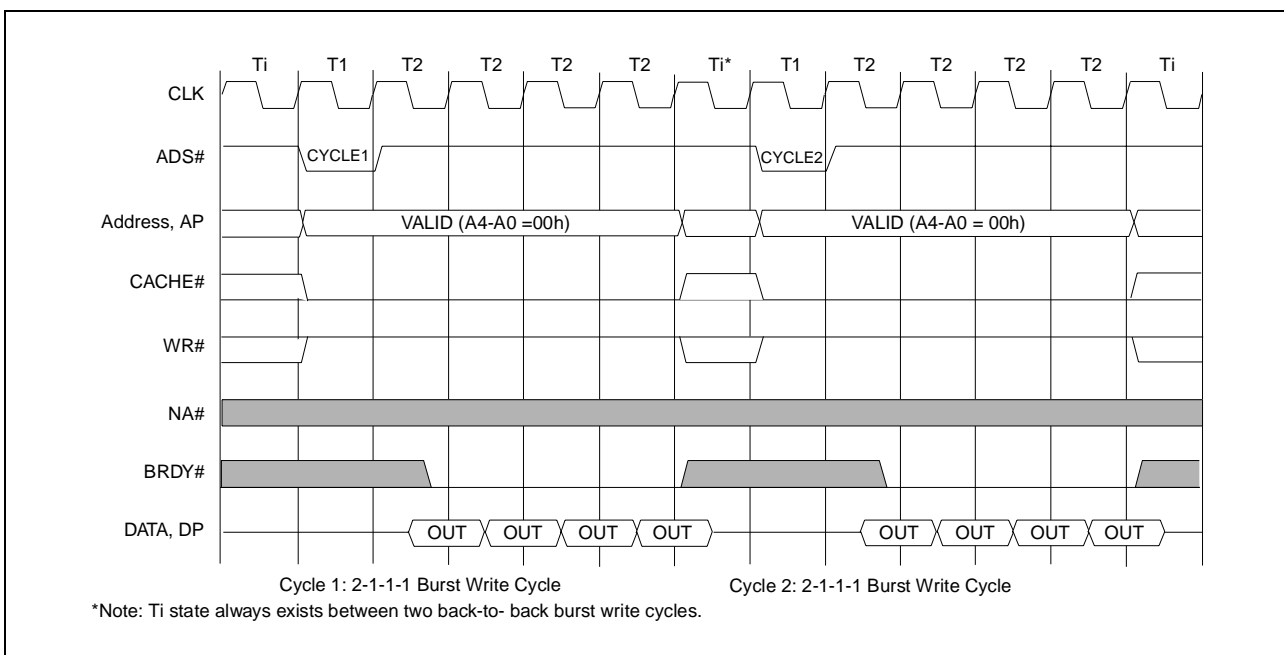 Ti T1 T2 T2 T2 T2 Ti* T1 T2 T2 T2 T2 Ti
CLK
ADS# CYCLE1 CYCLE2
Address, AP VALID (A4-A0 =00h) VALID (A4-A0 = 00h)
CACHE#
WR#
NA#
BRDY#
DATA, DP OUT OUT OUT OUT OUT OUT OUT OUT
Cycle 1: 2-1-1-1 Burst Write Cycle Cycle 2: 2-1-1-1 Burst Write Cycle
*Note: Ti state always exists between two back-to- back burst write cycles.